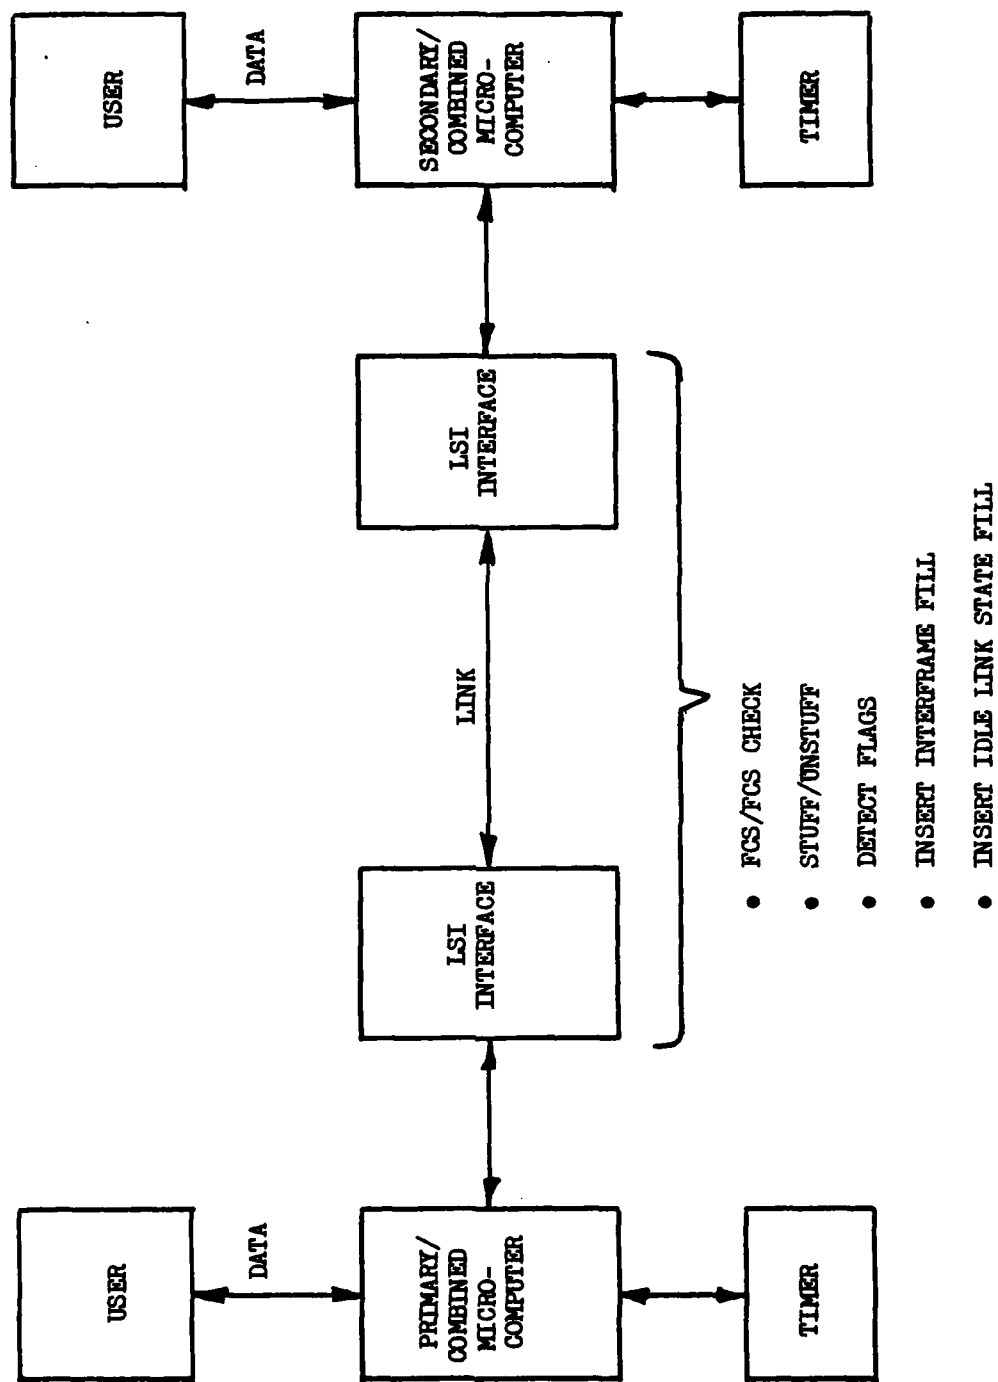 USER
DATA
PRIMARY/
COMBINED
MICRO-
COMPUTER
TIMER
LSI
INTERFACE
LINK
LSI
INTERFACE
USER
DATA
SECONDARY/
COMBINED
MICRO-
COMPUTER
TIMER
• FCS/FCS CHECK
• STUFF/UNSTUFF
• DETECT FLAGS
• INSERT INTERFRAME FILL
• INSERT IDLE LINK STATE FILL